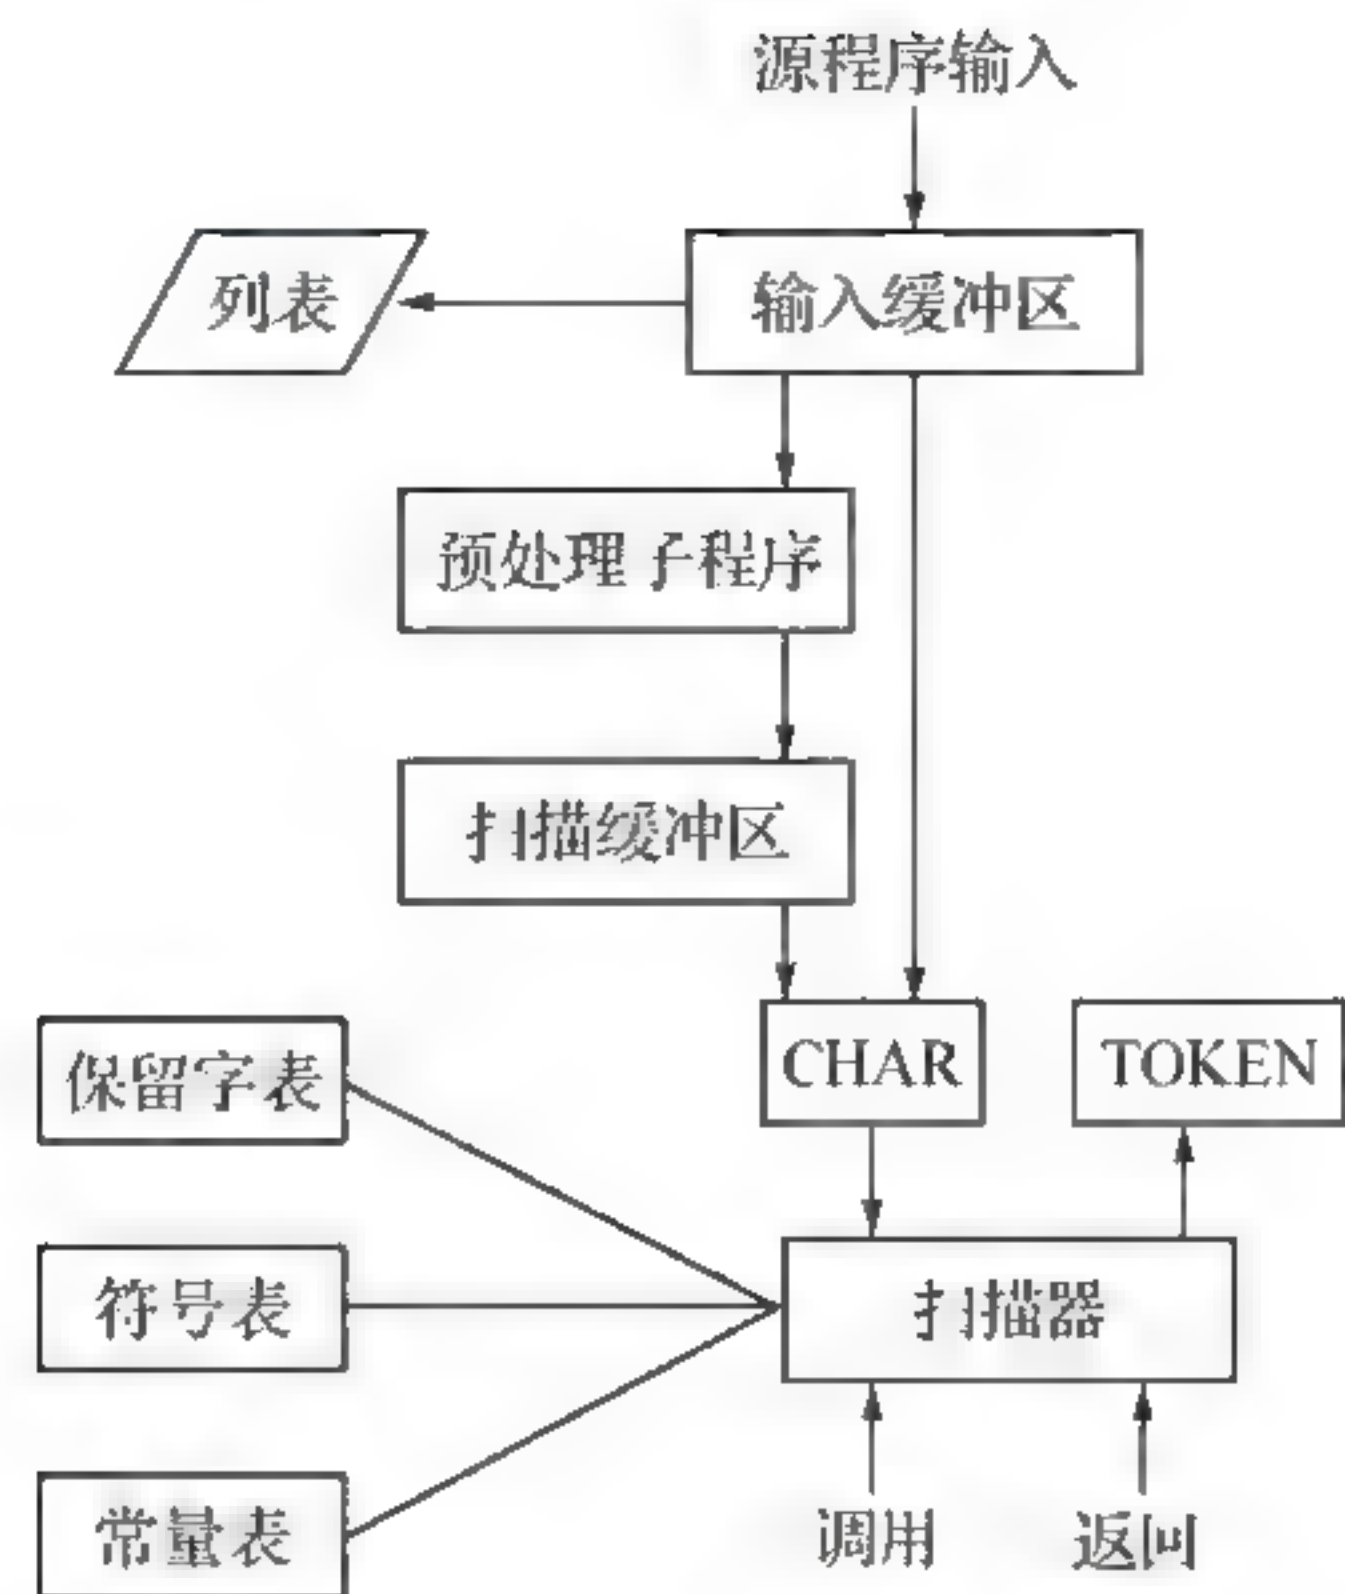 源程序输入
列表
输入缓冲区
预处理子程序
扫描缓冲区
CHAR
TOKEN
保留字表
符号表
扫描器
常量表
调用
返回